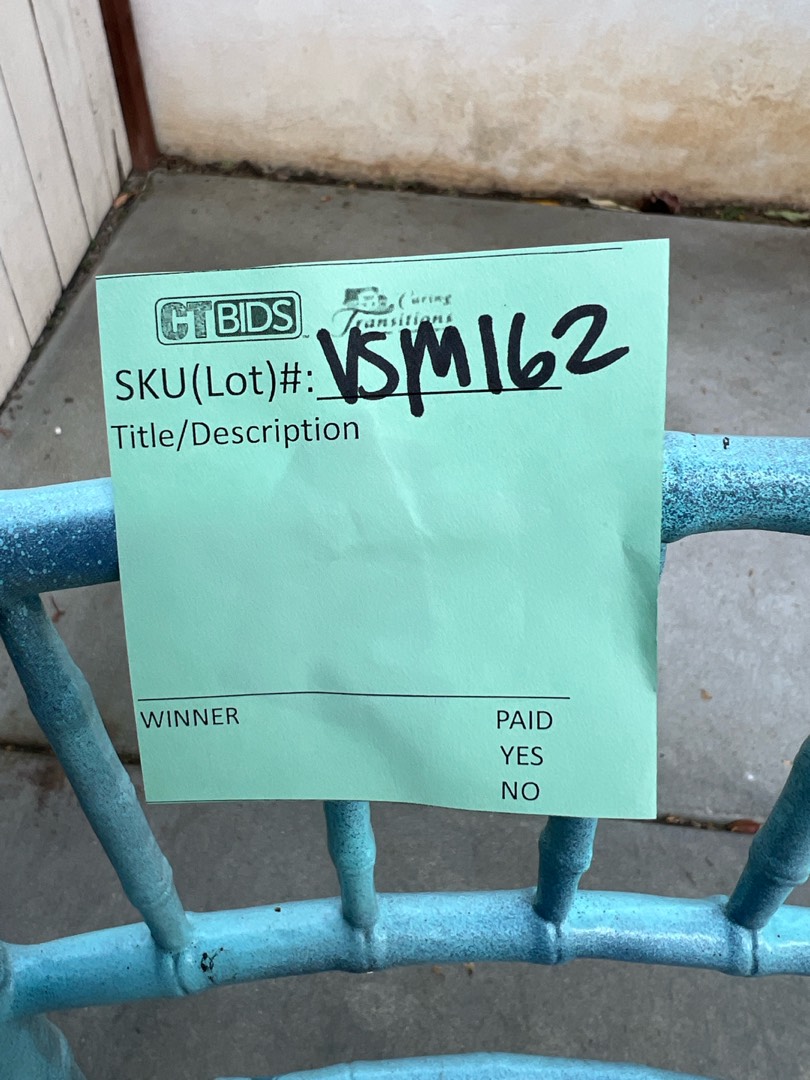 CTBIDS
Caring
Transitions
SKU(Lot)#: VSM162
Title/Description
WINNER PAID
YES
NO